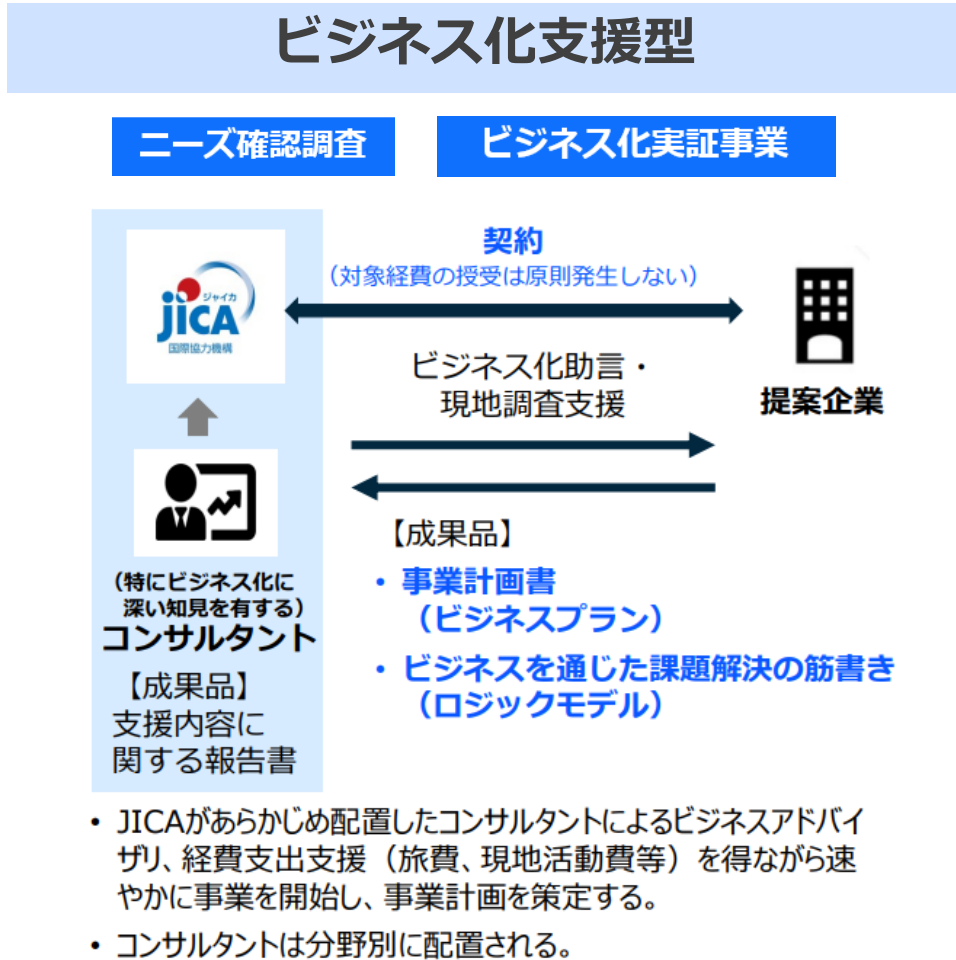 ビジネス化支援型
ニーズ確認調査
ビジネス化実証事業
契約
（対象経費の授受は原則発生しない）
ジャイカ
jICA
国際協力機構
ビジネス化助言・
現地調査支援
提案企業
【成果品】
• 事業計画書
（ビジネスプラン）
• ビジネスを通じた課題解決の筋書き
（ロジックモデル）
（特にビジネス化に
深い知見を有する）
コンサルタント
【成果品】
支援内容に
関する報告書
• JICAがあらかじめ配置したコンサルタントによるビジネスアドバイ
ザリ、経費支出支援（旅費、現地活動費等）を得ながら速
やかに事業を開始し、事業計画を策定する。
• コンサルタントは分野別に配置される。